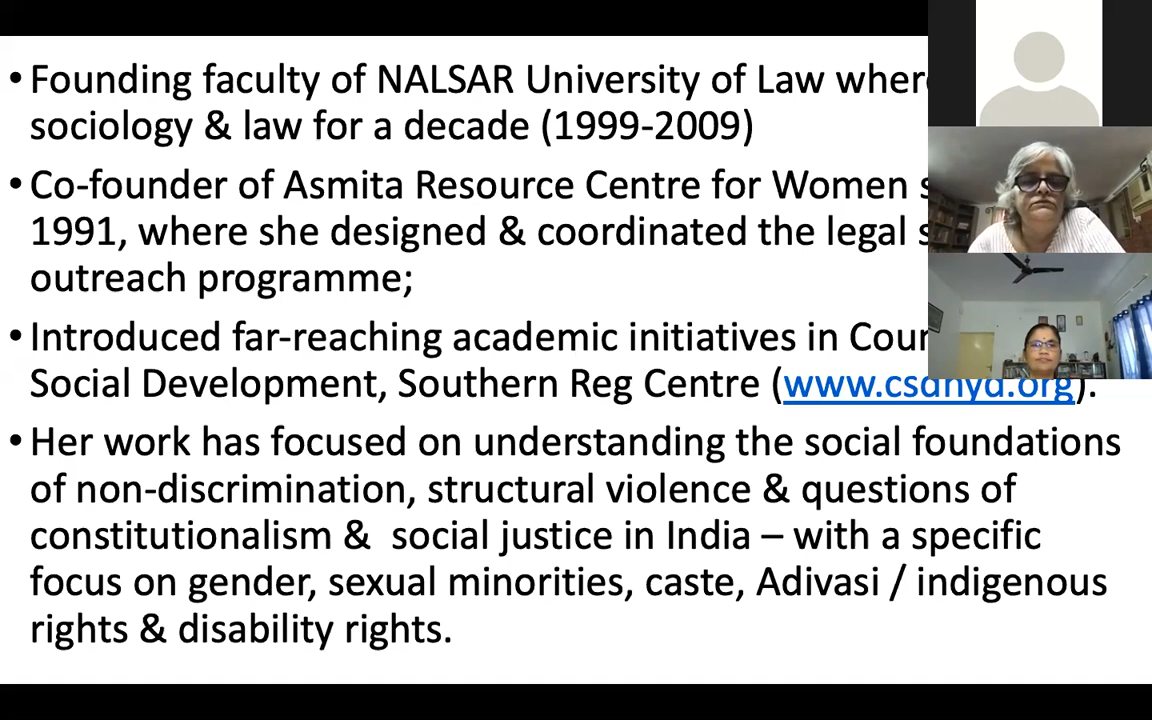 • Founding faculty of NALSAR University of Law
sociology & law for a decade (1999-2009)
• Co-founder of Asmita Resource Centre for Women
1991, where she designed & coordinated the legal
outreach programme;
• Introduced far-reaching academic initiatives in
Social Development, Southern Reg Centre (www.csdhyd.org).
• Her work has focused on understanding the social foundations
of non-discrimination, structural violence & questions of
constitutionalism &  social justice in India – with a specific
focus on gender, sexual minorities, caste, Adivasi / indigenous
rights & disability rights.